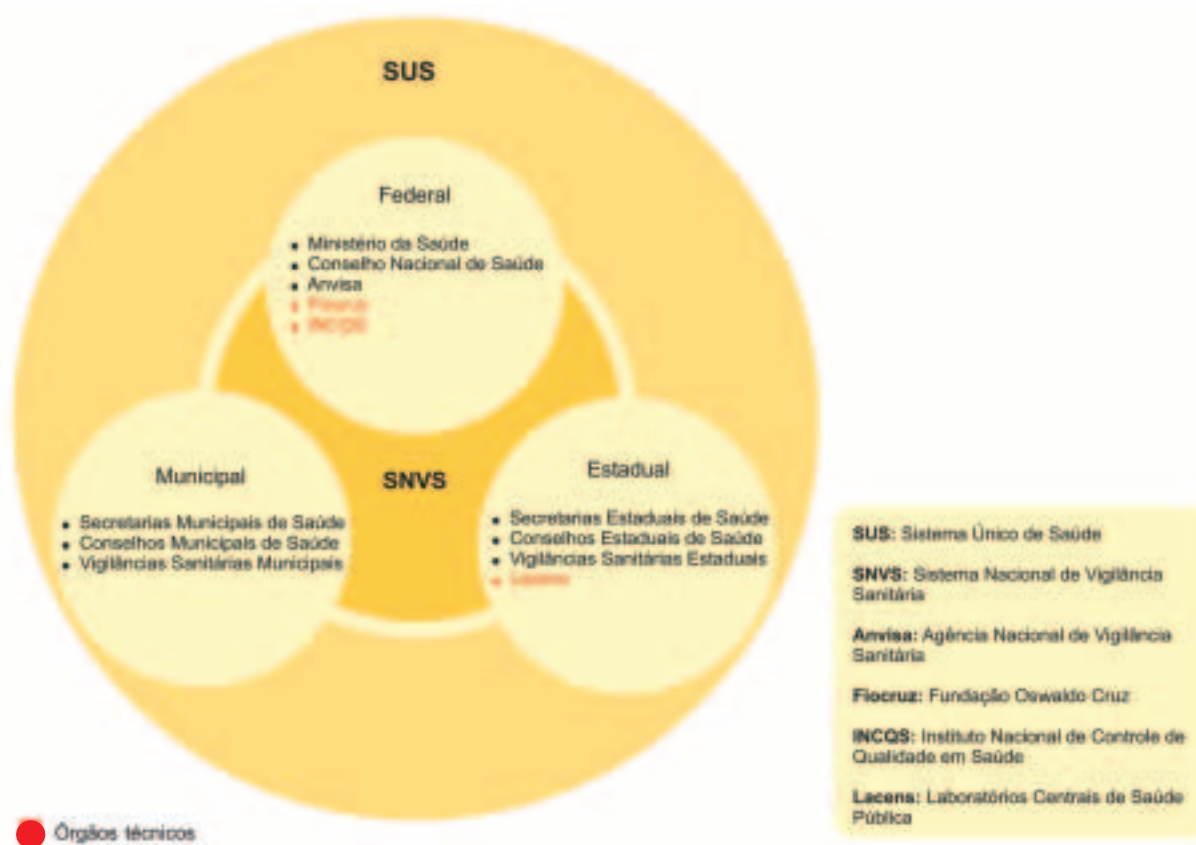 SUS
Federal
• Ministério da Saúde
• Conselho Nacional de Saúde
• Anvisa
• Fiocruz
• INCQS
Municipal
• Secretarias Municipais de Saúde
• Conselhos Municipais de Saúde
• Vigilâncias Sanitárias Municipais
SNVS
Estadual
• Secretarias Estaduais de Saúde
• Conselhos Estaduais de Saúde
• Vigilâncias Sanitárias Estaduais
• Lacens
SUS: Sistema Único de Saúde
SNVS: Sistema Nacional de Vigilância
Sanitária
Anvisa: Agência Nacional de Vigilância
Sanitária
Fiocruz: Fundação Oswaldo Cruz
INCQS: Instituto Nacional de Controle de
Qualidade em Saúde
Lacens: Laboratórios Centrais de Saúde
Pública
Órgãos técnicos